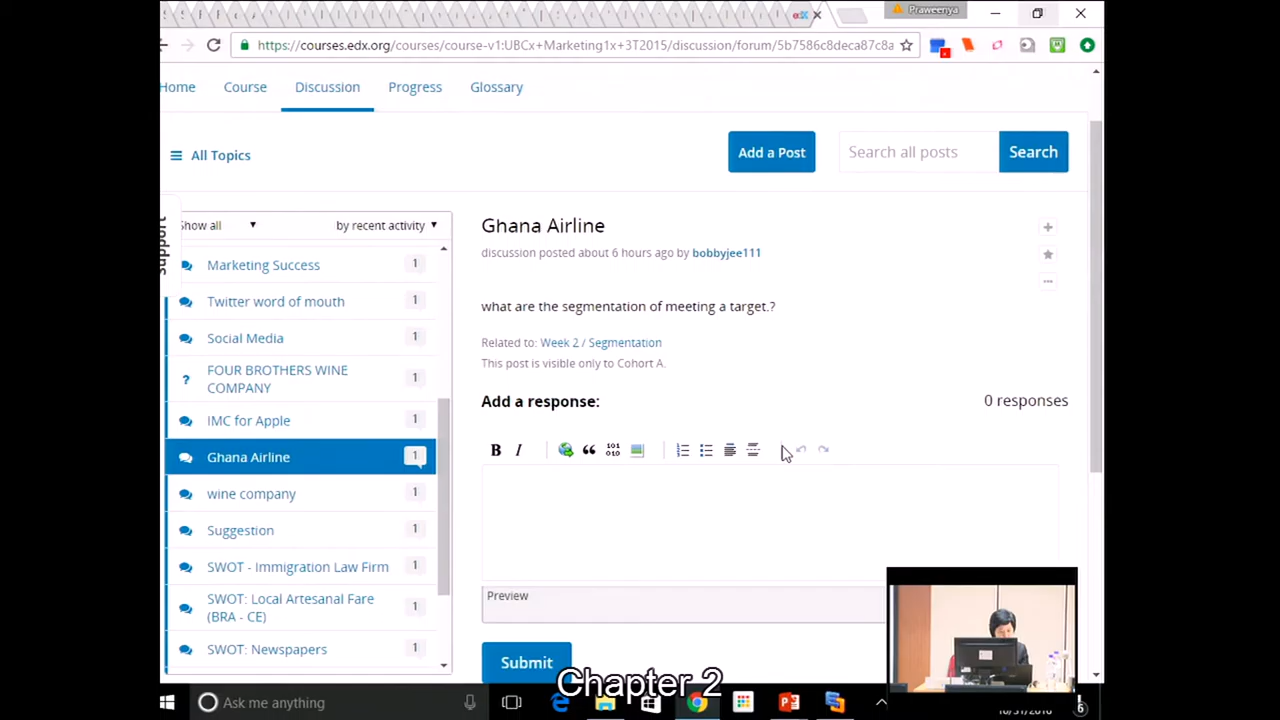 Praweenya
https://courses.edx.org/courses/course-v1:UBCx+Marketing1x+3T2015/discussion/forum/5b7586c8deca87c8a
Home Course Discussion Progress Glossary
All Topics
Add a Post
Search all posts
Search
Support
Show all
by recent activity
Marketing Success 1
Twitter word of mouth 1
Social Media 1
? FOUR BROTHERS WINE
COMPANY 1
IMC for Apple 1
Ghana Airline 1
wine company 1
Suggestion 1
SWOT - Immigration Law Firm 1
SWOT: Local Artesanal Fare
(BRA - CE) 1
SWOT: Newspapers 1
Ghana Airline
discussion posted about 6 hours ago by bobbyjee111
what are the segmentation of meeting a target.?
Related to: Week 2 / Segmentation
This post is visible only to Cohort A.
Add a response:
0 responses
B I
Preview
Submit
Chapter 2
Ask me anything